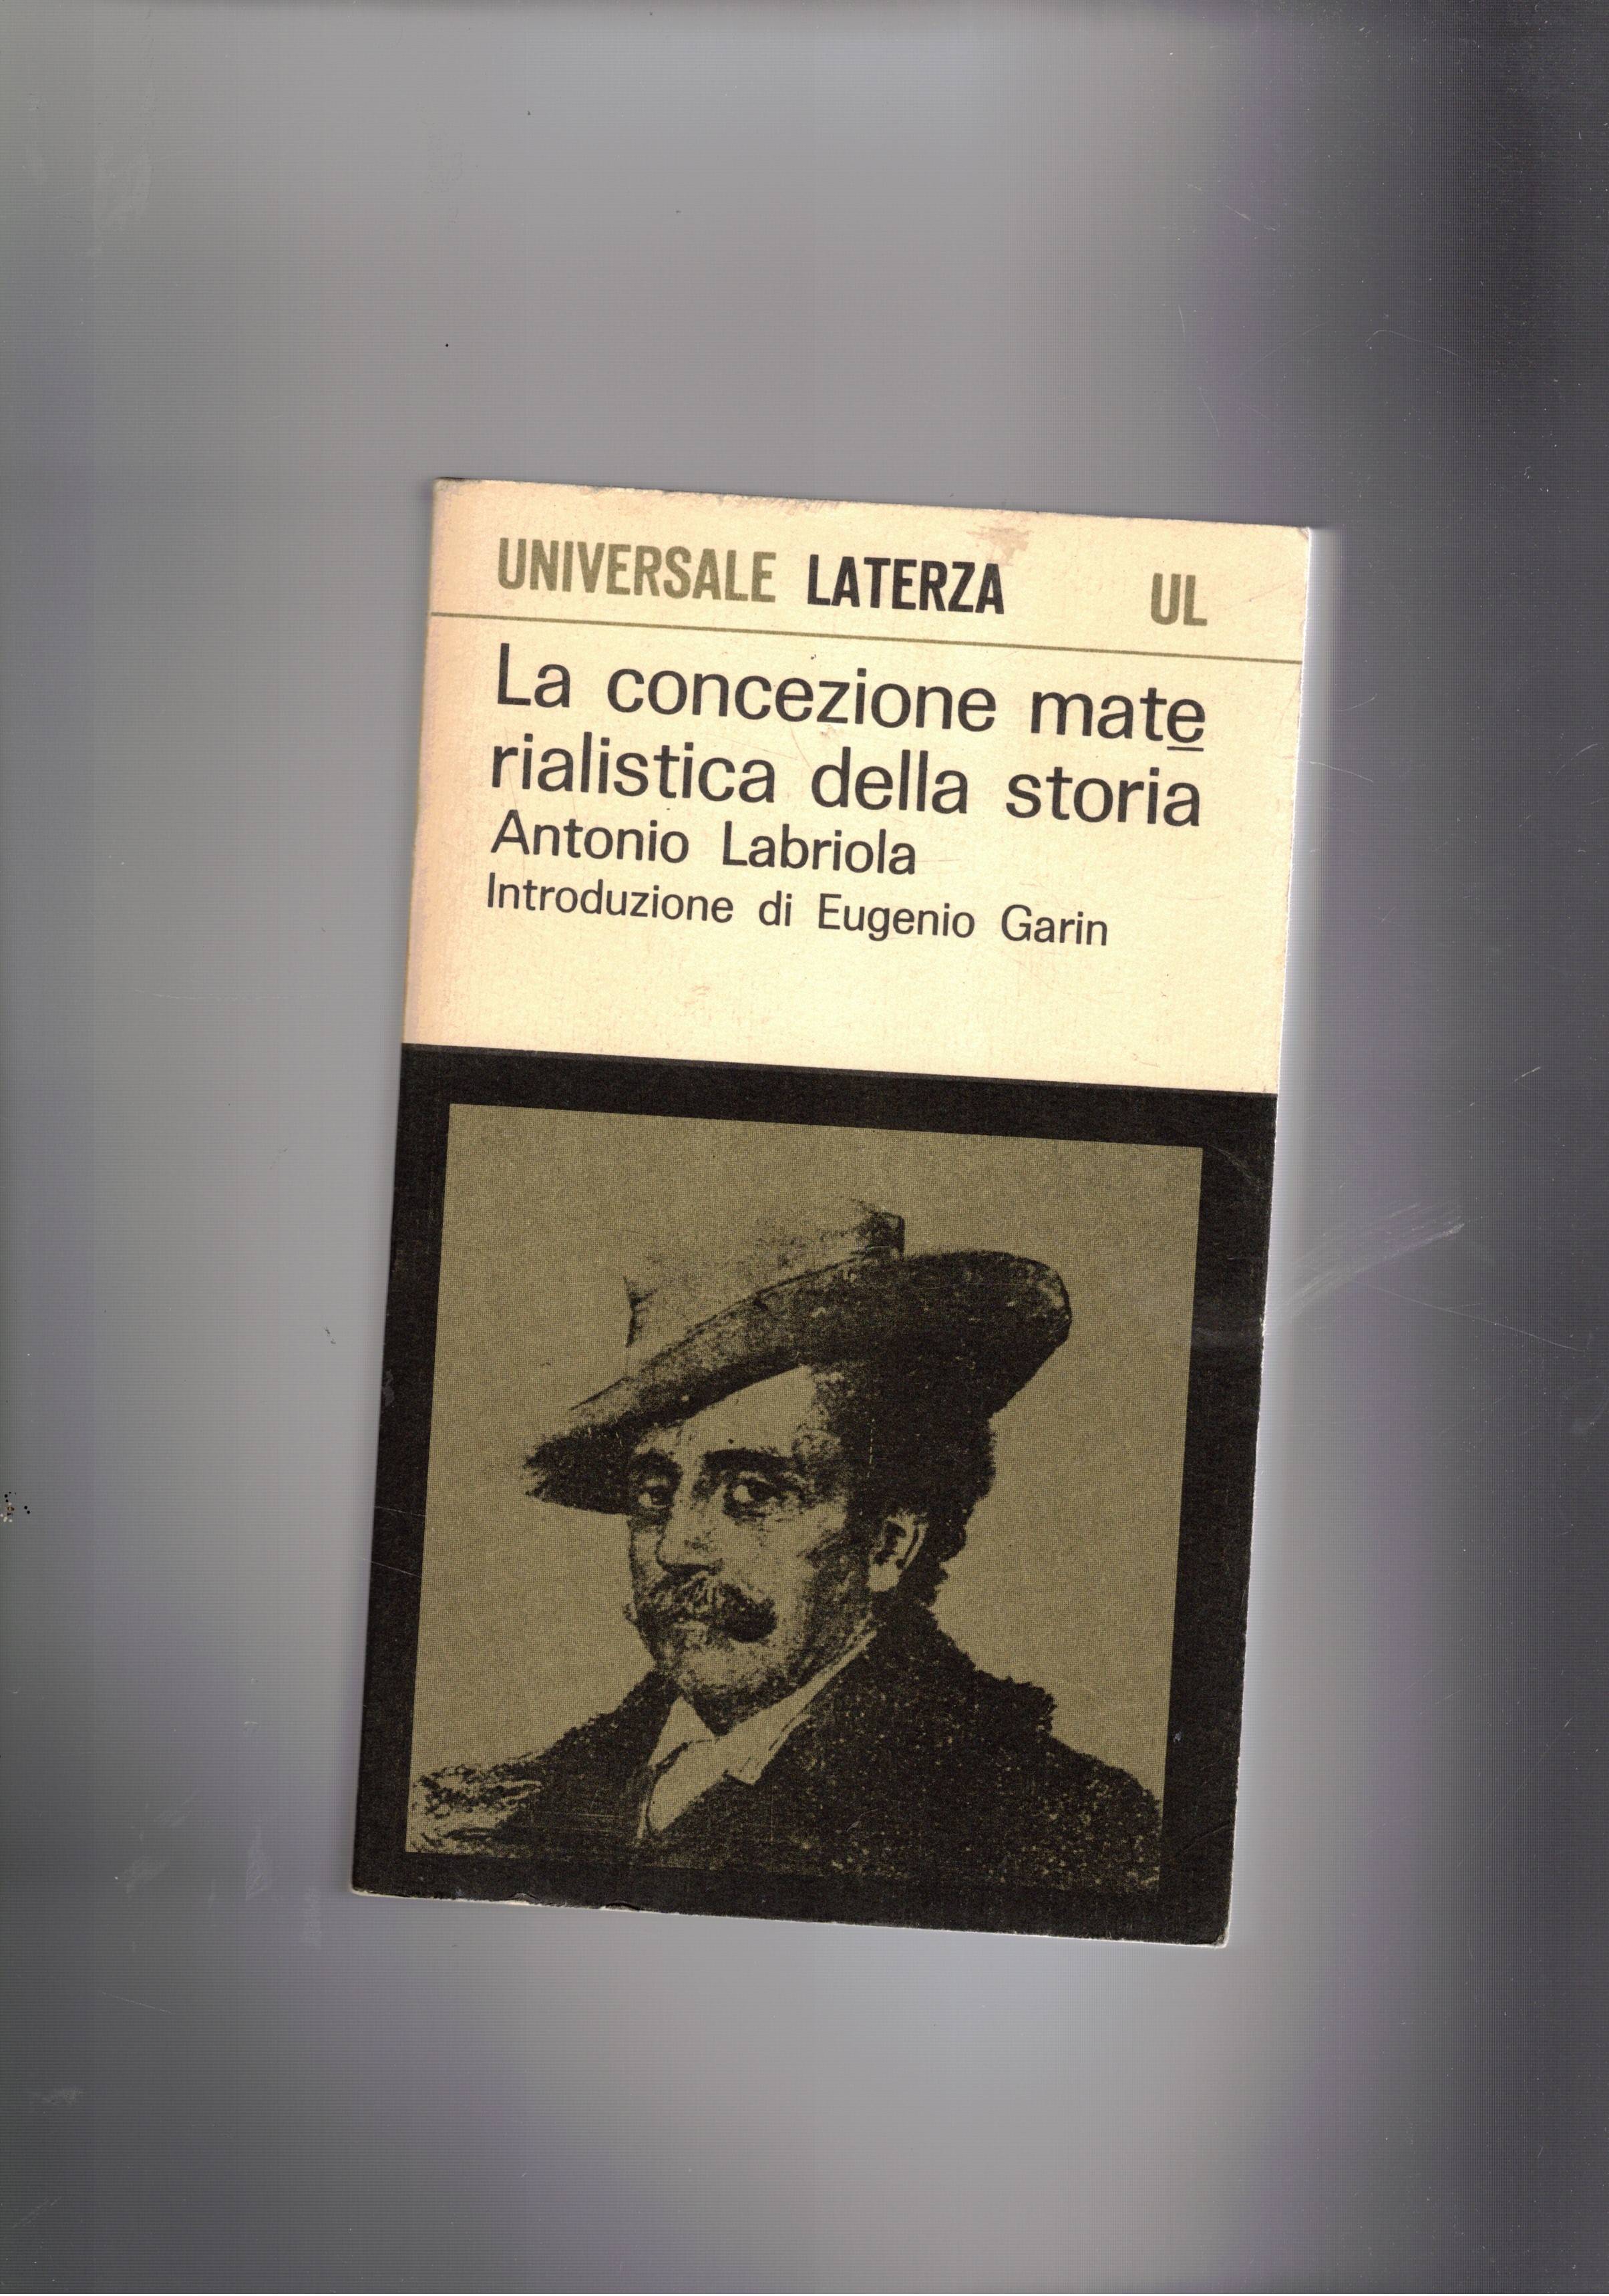 UNIVERSALE LATERZA UL
La concezione mate
rialistica della storia
Antonio Labriola
Introduzione di Eugenio Garin